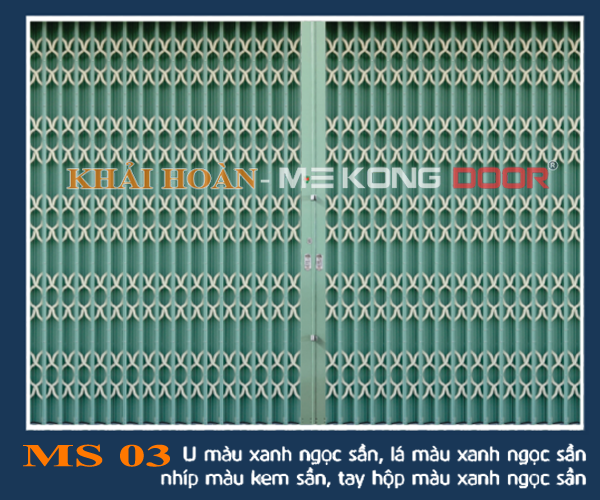 KHẢI HOÀN - MEKONG DOOR®
MS 03 U màu xanh ngọc sần, lá màu xanh ngọc sần
nhíp màu kem sần, tay hộp màu xanh ngọc sần